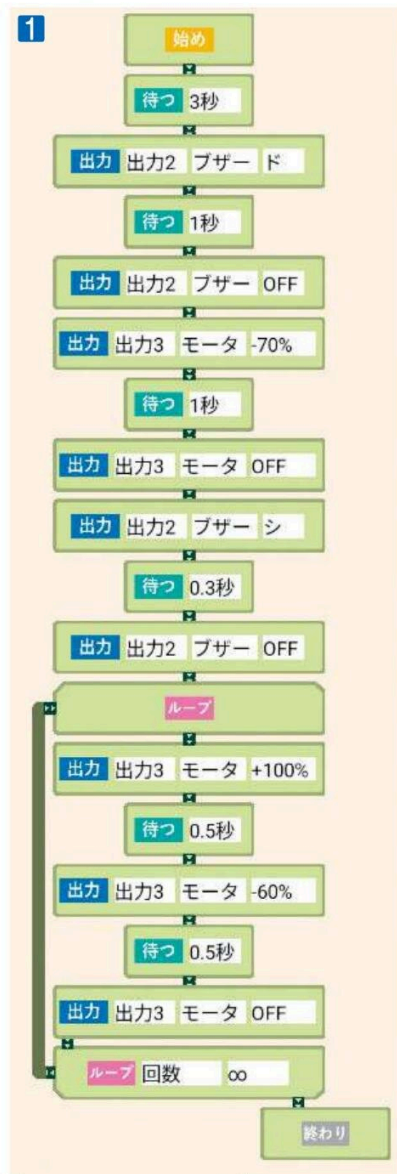 1
始め
待つ 3秒
出力 出力2 ブザー ド
待つ 1秒
出力 出力2 ブザー OFF
出力 出力3 モータ -70%
待つ 1秒
出力 出力3 モータ OFF
出力 出力2 ブザー シ
待つ 0.3秒
出力 出力2 ブザー OFF
ループ
出力 出力3 モータ +100%
待つ 0.5秒
出力 出力3 モータ -60%
待つ 0.5秒
出力 出力3 モータ OFF
ループ 回数 ∞
終わり